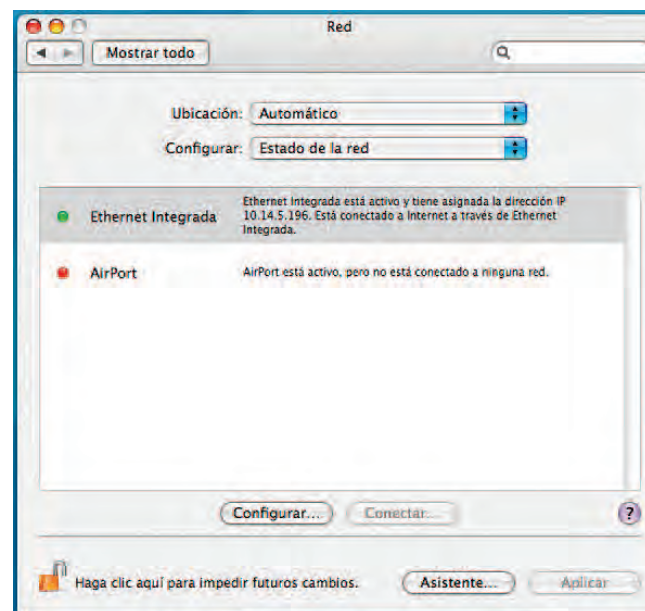 Red
Mostrar todo
Ubicación: Automático
Configurar: Estado de la red
Ethernet Integrada
Ethernet Integrada está activo y tiene asignada la dirección IP
10.14.5.196. Está conectado a Internet a través de Ethernet
Integrada.
AirPort
AirPort está activo, pero no está conectado a ninguna red.
Configurar...
Conectar...
?
Haga clic aquí para impedir futuros cambios.
Asistente...
Aplicar